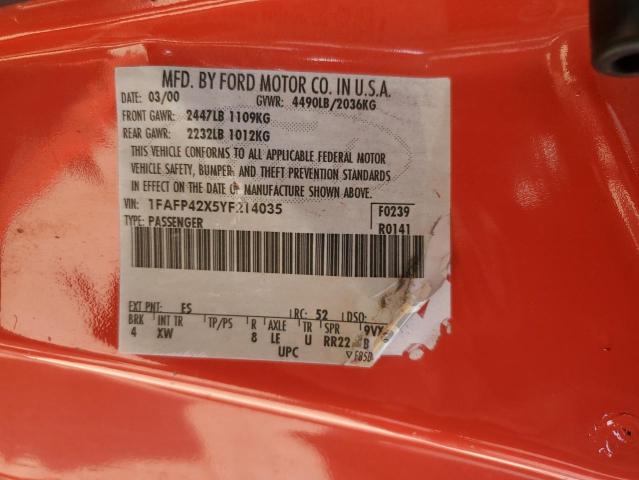 MFD. BY FORD MOTOR CO. IN U.S.A.
DATE: 03/00 GVWR: 4490LB/2036KG
FRONT GAWR: 2447LB 1109KG
REAR GAWR: 2232LB 1012KG
THIS VEHICLE CONFORMS TO ALL APPLICABLE FEDERAL MOTOR
VEHICLE SAFETY, BUMPER, AND THEFT PREVENTION STANDARDS
IN EFFECT ON THE DATE OF MANUFACTURE SHOWN ABOVE.
VIN: 1FAFP42X5YF214035 F0239
TYPE: PASSENGER R0141
EXT PNT: ES RC: 52 DSO:
BRK INT TR TP/PS R AXLE TR SPR 9VY
4 XW 8 LE U RR22 B
UPC ▽F85B